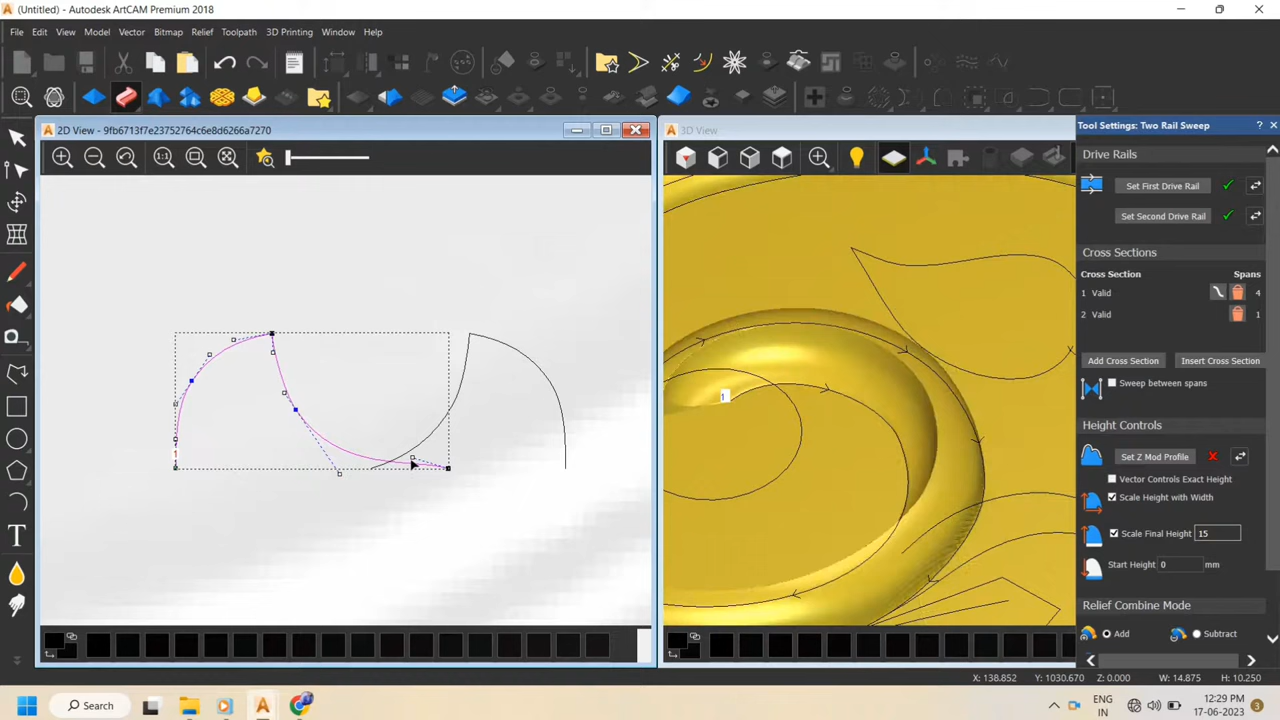 (Untitled) - Autodesk ArtCAM Premium 2018
File Edit View Model Vector Bitmap Relief Toolpath 3D Printing Window Help
2D View - 9fb6713f7e23752764c6e8d6266a7270
3D View
Tool Settings: Two Rail Sweep
Drive Rails
Set First Drive Rail
Set Second Drive Rail
Cross Sections
Cross Section Spans
1 Valid 4
2 Valid 1
Add Cross Section Insert Cross Section
Sweep between spans
Height Controls
Set Z Mod Profile
Vector Controls Exact Height
Scale Height with Width
Scale Final Height 15
Start Height 0 mm
Relief Combine Mode
Add Subtract
1
1
X: 138.852 Y: 1030.670 Z: 0.000 W: 14.875 H: 10.250
Search
ENG
IN
12:29 PM
17-06-2023
3